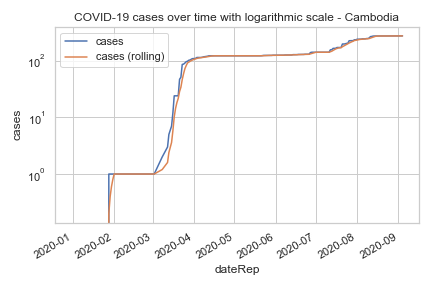 COVID-19 cases over time with logarithmic scale - Cambodia
cases
cases (rolling)
10²
10¹
10⁰
cases
2020-01
2020-02
2020-03
2020-04
2020-05
2020-06
2020-07
2020-08
2020-09
dateRep